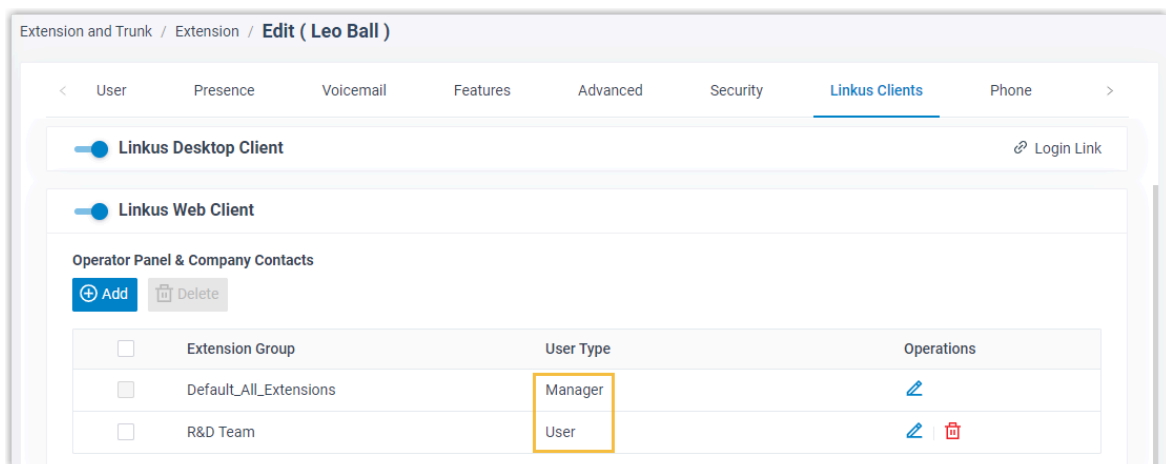 Extension and Trunk / Extension / Edit ( Leo Ball )
< User Presence Voicemail Features Advanced Security Linkus Clients Phone >
Linkus Desktop Client Login Link
Linkus Web Client
Operator Panel & Company Contacts
Add Delete
Extension Group User Type Operations
Default_All_Extensions Manager
R&D Team User